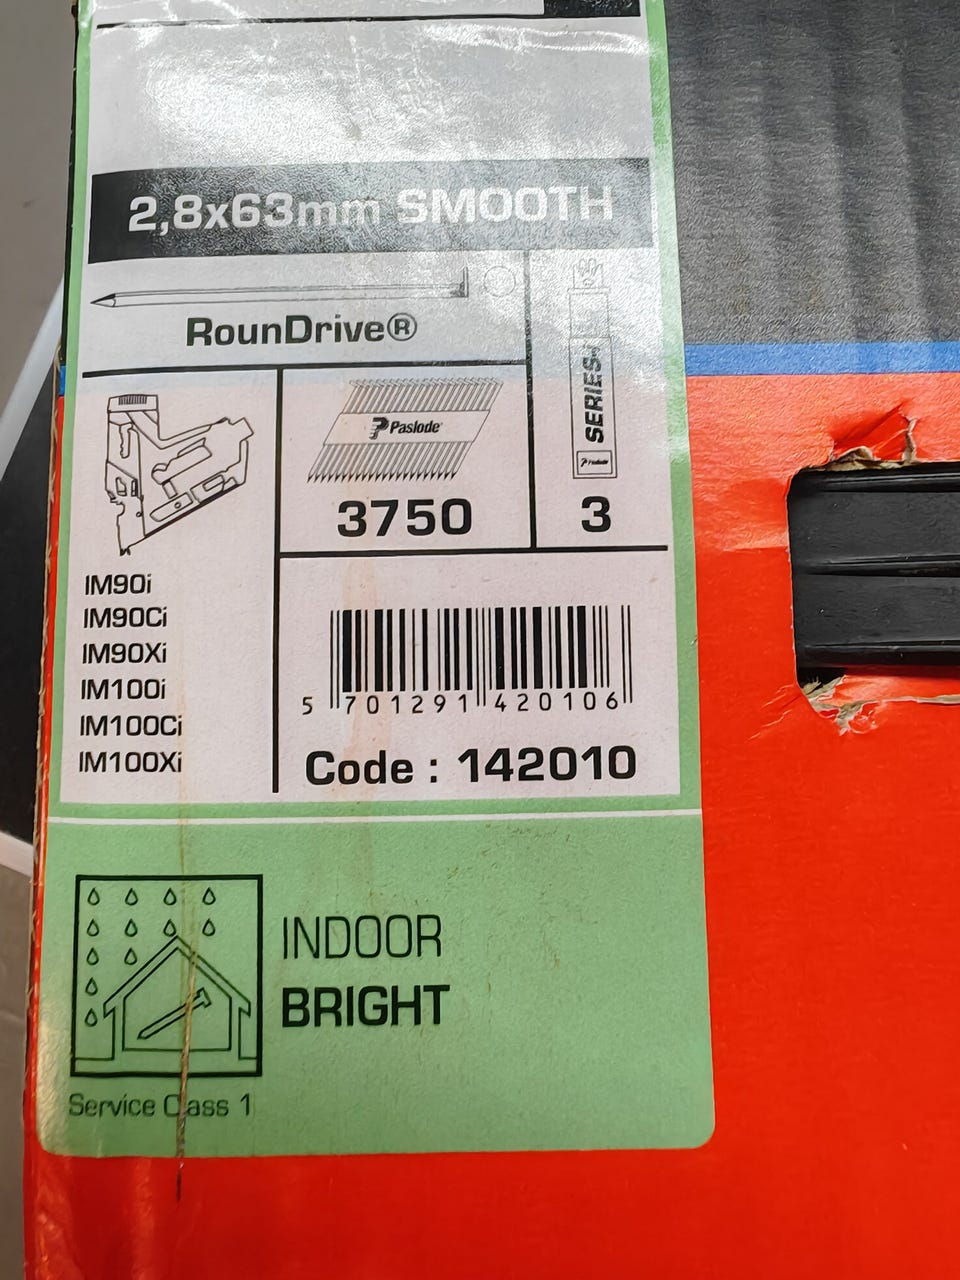 2,8x63mm SMOOTH
RounDrive®
Paslode®
3750
SERIES-i
Paslode
3
IM90i
IM90Ci
IM90Xi
IM100i
IM100Ci
IM100Xi
5 701291 420106
Code : 142010
INDOOR
BRIGHT
Service Class 1